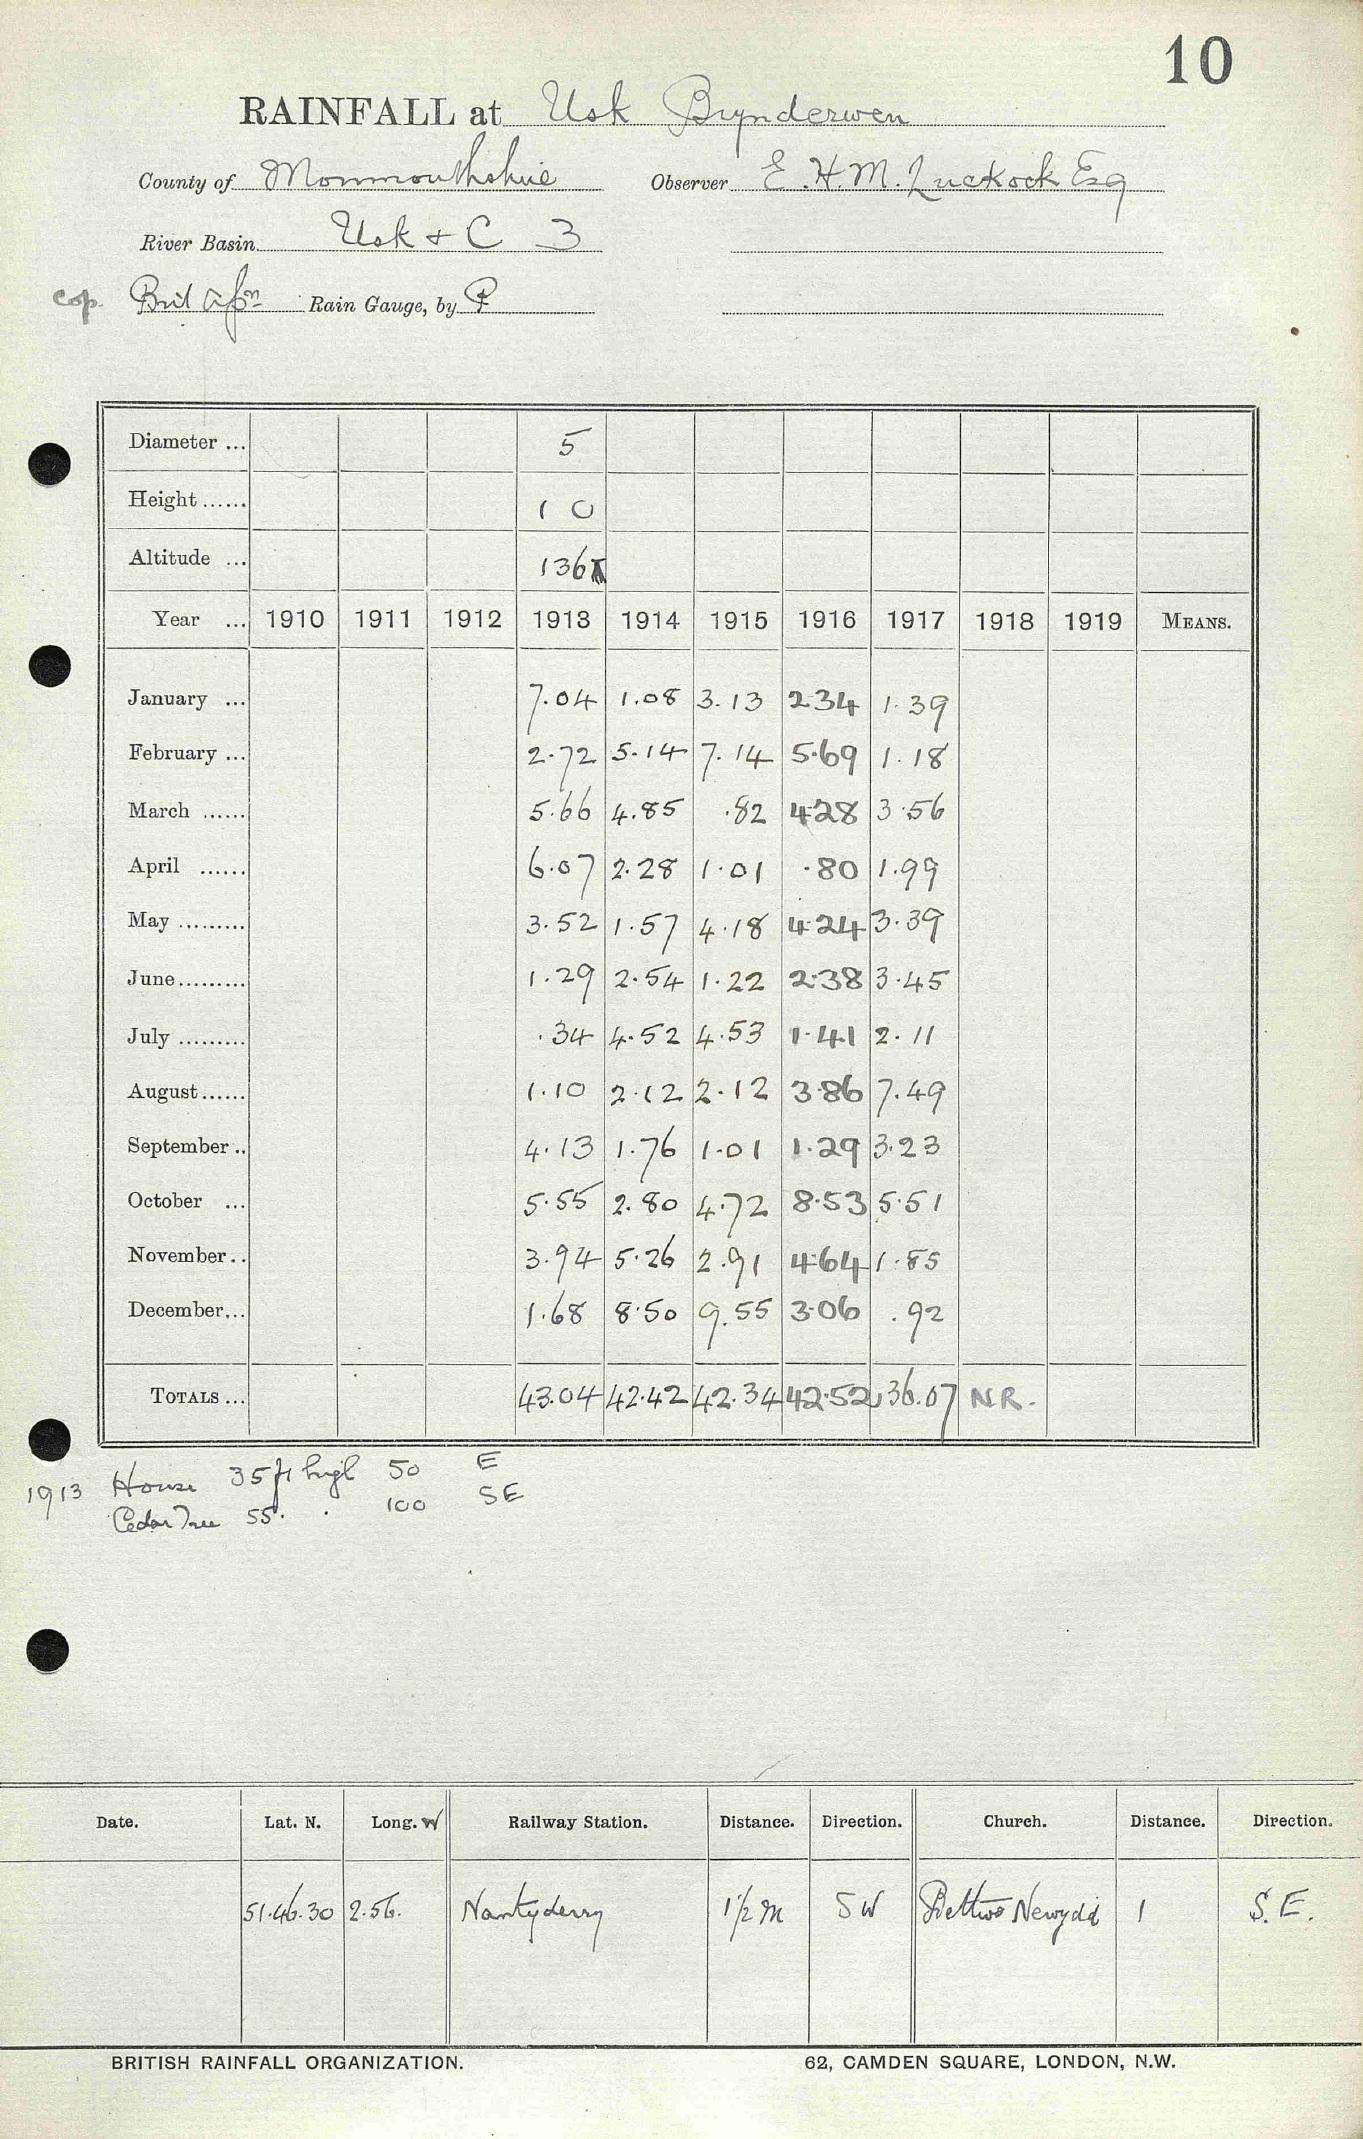 10
RAINFALL at Usk Brynderwen
County of Monmouthshire Observer E.H.M. Luckock Esq
River Basin Usk + C 3
cop. Brit Assn Rain Gauge, by P
Diameter ... 5
Height ...... 10
Altitude ... 136
Year ... 1910 1911 1912 1913 1914 1915 1916 1917 1918 1919 MEANS.
January ... 7.04 1.08 3.13 2.34 1.39
February ... 2.72 5.14 7.14 5.69 1.18
March ...... 5.66 4.85 .82 4.28 3.56
April ...... 6.07 2.28 1.01 .80 1.99
May ......... 3.52 1.57 4.18 4.24 3.39
June ......... 1.29 2.54 1.22 2.38 3.45
July ......... .34 4.52 4.53 1.41 2.11
August ...... 1.10 2.12 2.12 3.86 7.49
September .. 4.13 1.76 1.01 1.29 3.23
October ... 5.55 2.80 4.72 8.53 5.51
November .. 3.94 5.26 2.91 4.64 1.85
December ... 1.68 8.50 9.55 3.06 .92
TOTALS ... 43.04 42.42 42.34 42.52 36.07 N.R.
1913 House 35 ft high 50 E
Cedar Tree 55 . . 100 SE
Date. Lat. N. Long. W Railway Station. Distance. Direction. Church. Distance. Direction.
51.46.30 2.56. Nantyderry 1½ m SW Bettws Newydd 1 S.E.
BRITISH RAINFALL ORGANIZATION. 62, CAMDEN SQUARE, LONDON, N.W.